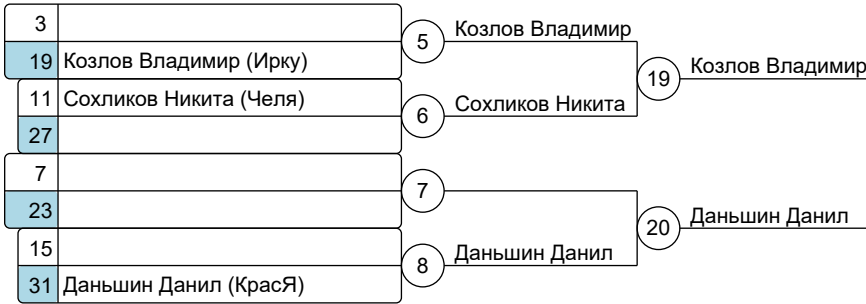 3
5
Козлов Владимир
19 Козлов Владимир (Ирку)
19
Козлов Владимир
11 Сохликов Никита (Челя)
6
Сохликов Никита
27
7
7
23
20
Даньшин Данил
15
8
Даньшин Данил
31 Даньшин Данил (КрасЯ)